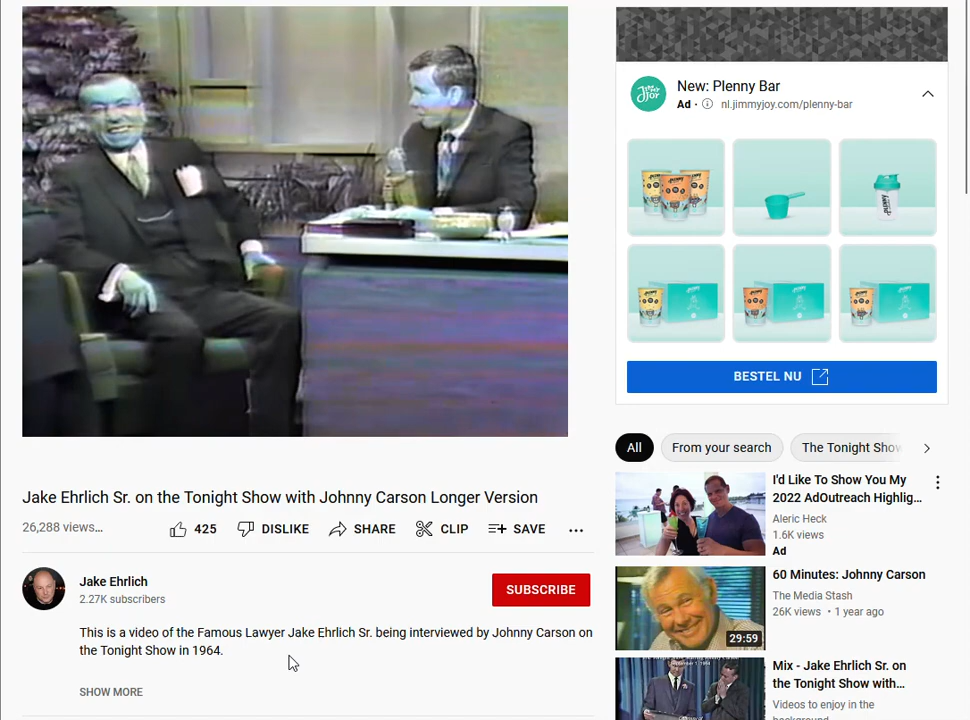 New: Plenny Bar
Ad · nl.jimmyjoy.com/plenny-bar
BESTEL NU
All
From your search
The Tonight Show
Jake Ehrlich Sr. on the Tonight Show with Johnny Carson Longer Version
26,288 views...
425
DISLIKE
SHARE
CLIP
SAVE
Jake Ehrlich
2.27K subscribers
SUBSCRIBE
This is a video of the Famous Lawyer Jake Ehrlich Sr. being interviewed by Johnny Carson on
the Tonight Show in 1964.
SHOW MORE
I'd Like To Show You My
2022 AdOutreach Highlig...
Aleric Heck
1.6K views
Ad
60 Minutes: Johnny Carson
The Media Stash
26K views • 1 year ago
29:59
Mix - Jake Ehrlich Sr. on
the Tonight Show with...
Videos to enjoy in the
background